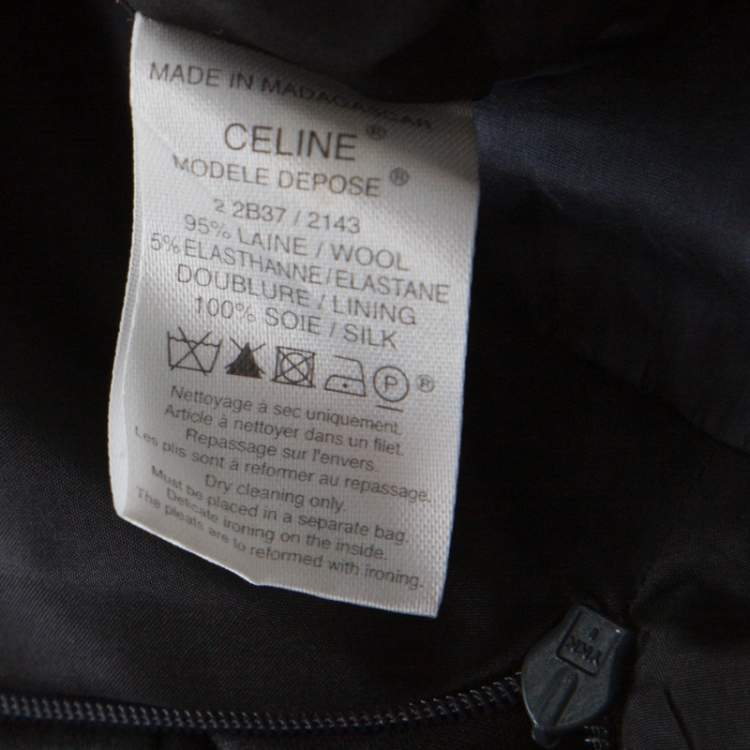 MADE IN MADAGASCAR
CELINE®
MODELE DEPOSE®
2 2B37 / 2143
95% LAINE / WOOL
5% ELASTHANNE / ELASTANE
DOUBLURE / LINING
100% SOIE / SILK
P ®
Nettoyage à sec uniquement.
Article à nettoyer dans un filet.
Repassage sur l'envers.
Les plis sont à reformer au repassage.
Dry cleaning only.
Must be placed in a separate bag.
Delicate ironing on the inside.
The pleats are to reformed with ironing.
YKK